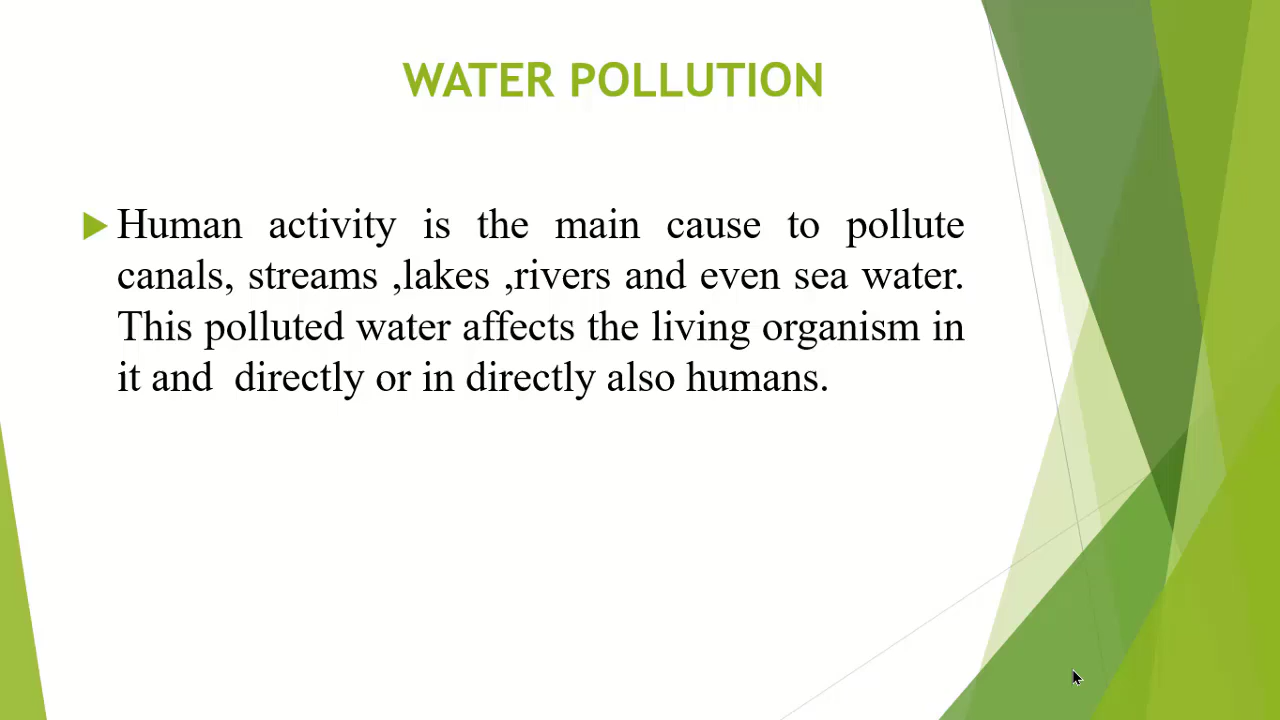 WATER POLLUTION
Human activity is the main cause to pollute
canals, streams ,lakes ,rivers and even sea water.
This polluted water affects the living organism in
it and  directly or in directly also humans.